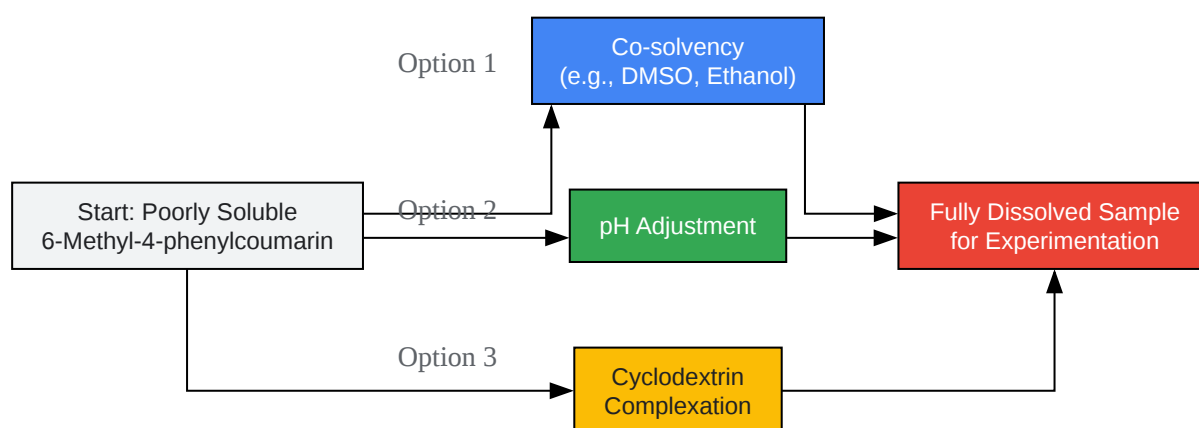 Option 1
Co-solvency
(e.g., DMSO, Ethanol)
Start: Poorly Soluble
6-Methyl-4-phenylcoumarin
Option 2
pH Adjustment
Fully Dissolved Sample
for Experimentation
Option 3
Cyclodextrin
Complexation